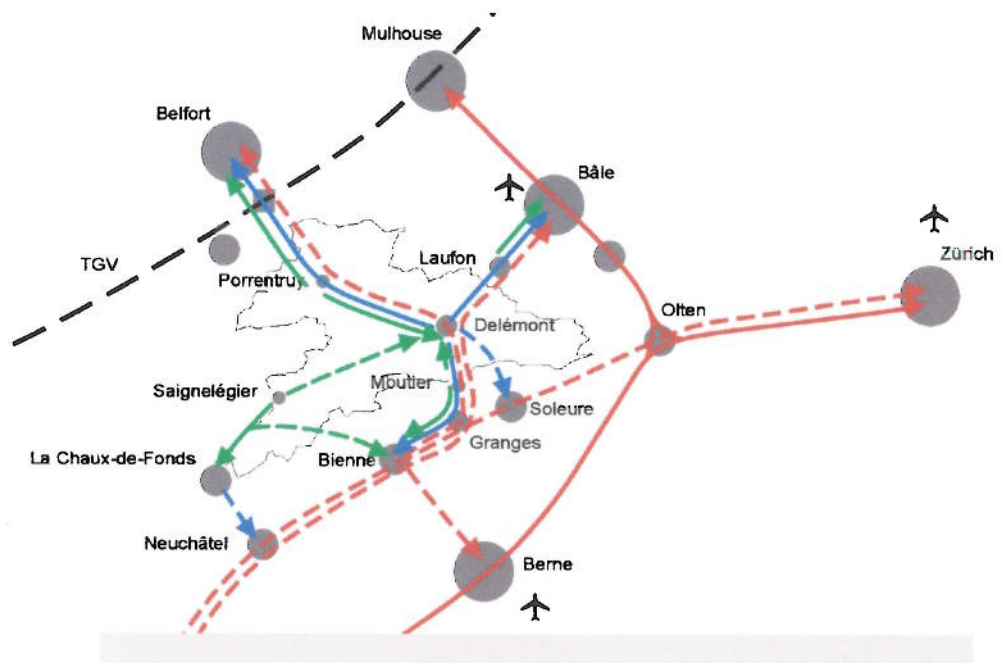 Mulhouse
Belfort
Bâle
TGV
Laufon
Zürich
Porrentruy
Olten
Delémont
Saignelégier
Moutier
Soleure
Granges
La Chaux-de-Fonds
Bienne
Neuchâtel
Berne